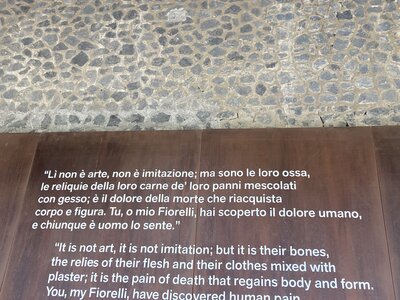 “Lì non è arte, non è imitazione; ma sono le loro ossa,
le reliquie della loro carne de’ loro panni mescolati
con gesso; è il dolore della morte che riacquista
corpo e figura. Tu, o mio Fiorelli, hai scoperto il dolore umano,
e chiunque è uomo lo sente.”
“It is not art, it is not imitation; but it is their bones,
the relies of their flesh and their clothes mixed with
plaster; it is the pain of death that regains body and form.
You, my Fiorelli, have discovered human pain